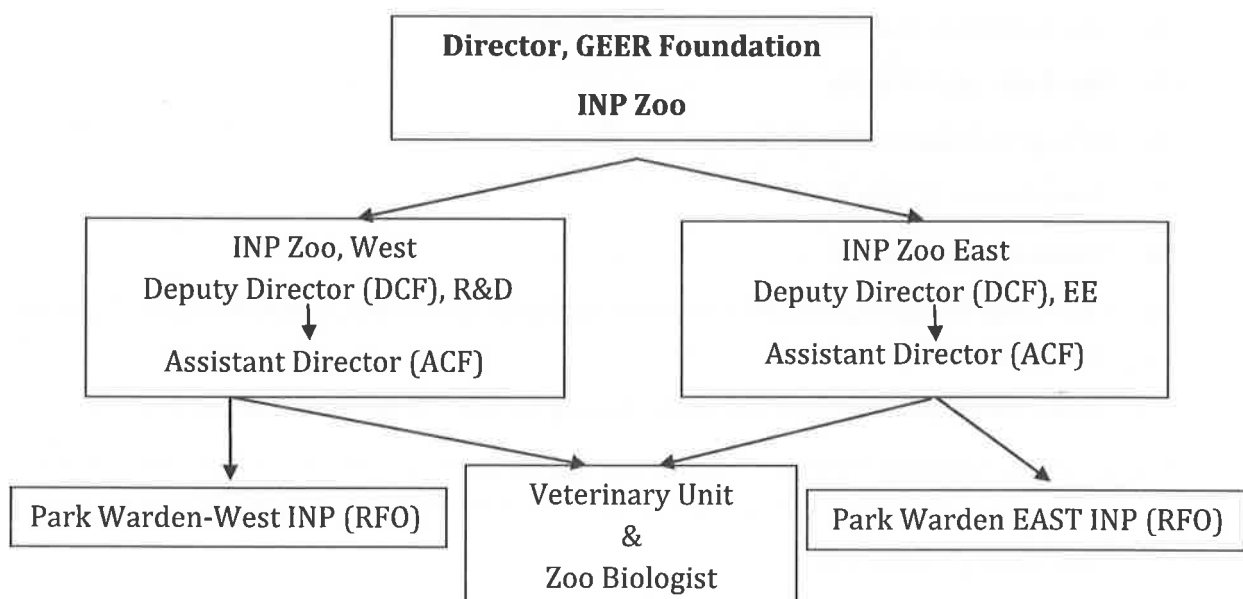 Director, GEER Foundation
INP Zoo
INP Zoo, West
Deputy Director (DCF), R&D
Assistant Director (ACF)
INP Zoo East
Deputy Director (DCF), EE
Assistant Director (ACF)
Park Warden-West INP (RFO)
Veterinary Unit
&
Zoo Biologist
Park Warden EAST INP (RFO)